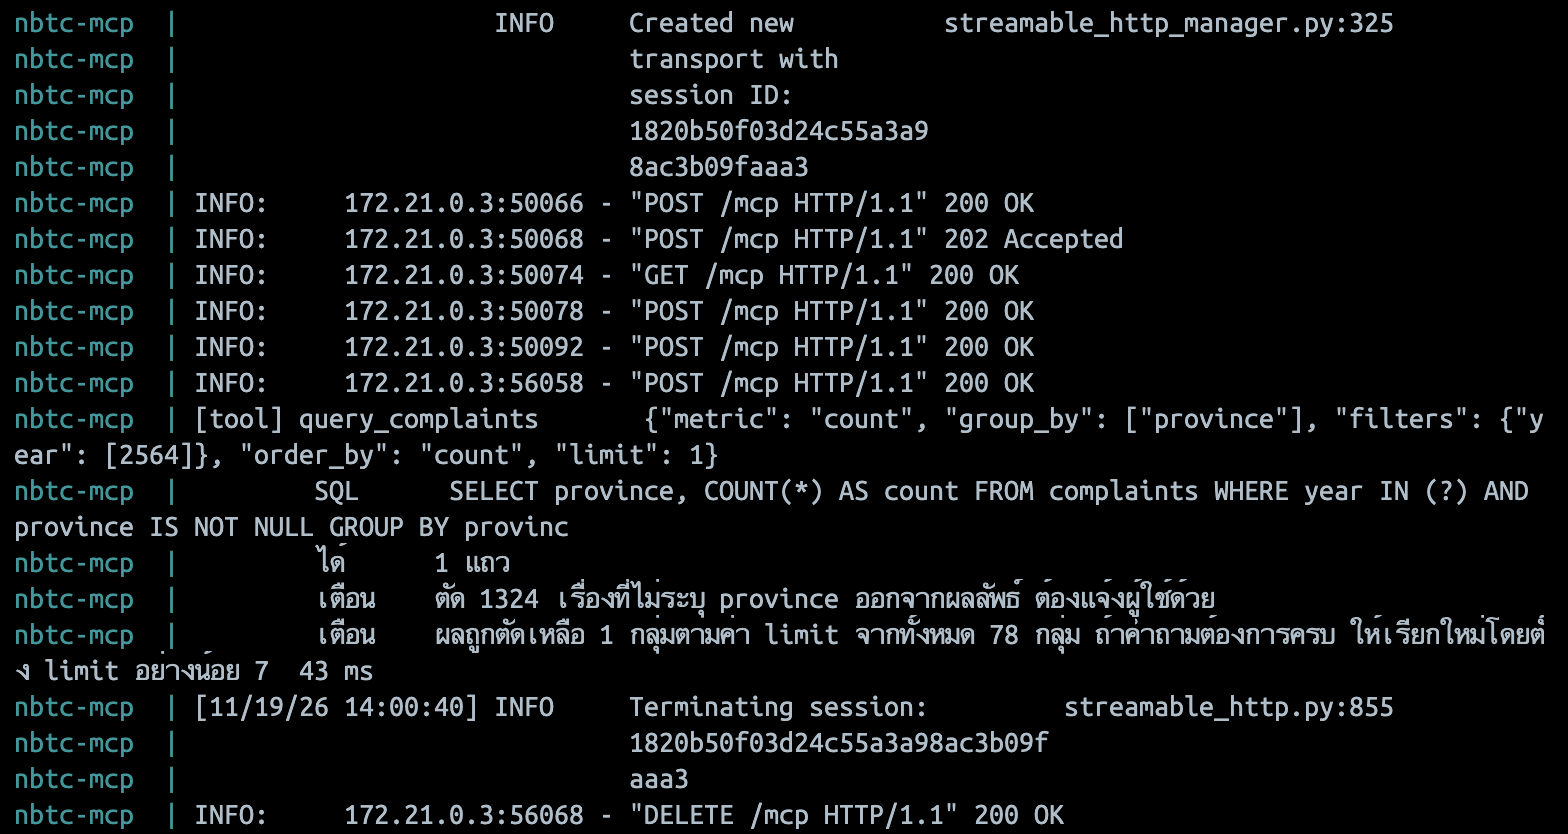 nbtc-mcp  |                     INFO     Created new          streamable_http_manager.py:325
nbtc-mcp  |                              transport with
nbtc-mcp  |                              session ID:
nbtc-mcp  |                              1820b50f03d24c55a3a9
nbtc-mcp  |                              8ac3b09faaa3
nbtc-mcp  | INFO:     172.21.0.3:50066 - "POST /mcp HTTP/1.1" 200 OK
nbtc-mcp  | INFO:     172.21.0.3:50068 - "POST /mcp HTTP/1.1" 202 Accepted
nbtc-mcp  | INFO:     172.21.0.3:50074 - "GET /mcp HTTP/1.1" 200 OK
nbtc-mcp  | INFO:     172.21.0.3:50078 - "POST /mcp HTTP/1.1" 200 OK
nbtc-mcp  | INFO:     172.21.0.3:50092 - "POST /mcp HTTP/1.1" 200 OK
nbtc-mcp  | INFO:     172.21.0.3:56058 - "POST /mcp HTTP/1.1" 200 OK
nbtc-mcp  | [tool] query_complaints       {"metric": "count", "group_by": ["province"], "filters": {"y
ear": [2564]}, "order_by": "count", "limit": 1}
nbtc-mcp  |         SQL      SELECT province, COUNT(*) AS count FROM complaints WHERE year IN (?) AND
province IS NOT NULL GROUP BY provinc
nbtc-mcp  |         ได้      1 แถว
nbtc-mcp  |         เตือน    ตัด 1324 เรื่องที่ไม่ระบุ province ออกจากผลลัพธ์ ต้องแจ้งผู้ใช้ด้วย
nbtc-mcp  |         เตือน    ผลถูกตัดเหลือ 1 กลุ่มตามค่า limit จากทั้งหมด 78 กลุ่ม ถ้าคำถามต้องการครบ ให้เรียกใหม่โดยตั้
ง limit อย่างน้อย 7  43 ms
nbtc-mcp  | [11/19/26 14:00:40] INFO     Terminating session:         streamable_http.py:855
nbtc-mcp  |                              1820b50f03d24c55a3a98ac3b09f
nbtc-mcp  |                              aaa3
nbtc-mcp  | INFO:     172.21.0.3:56068 - "DELETE /mcp HTTP/1.1" 200 OK